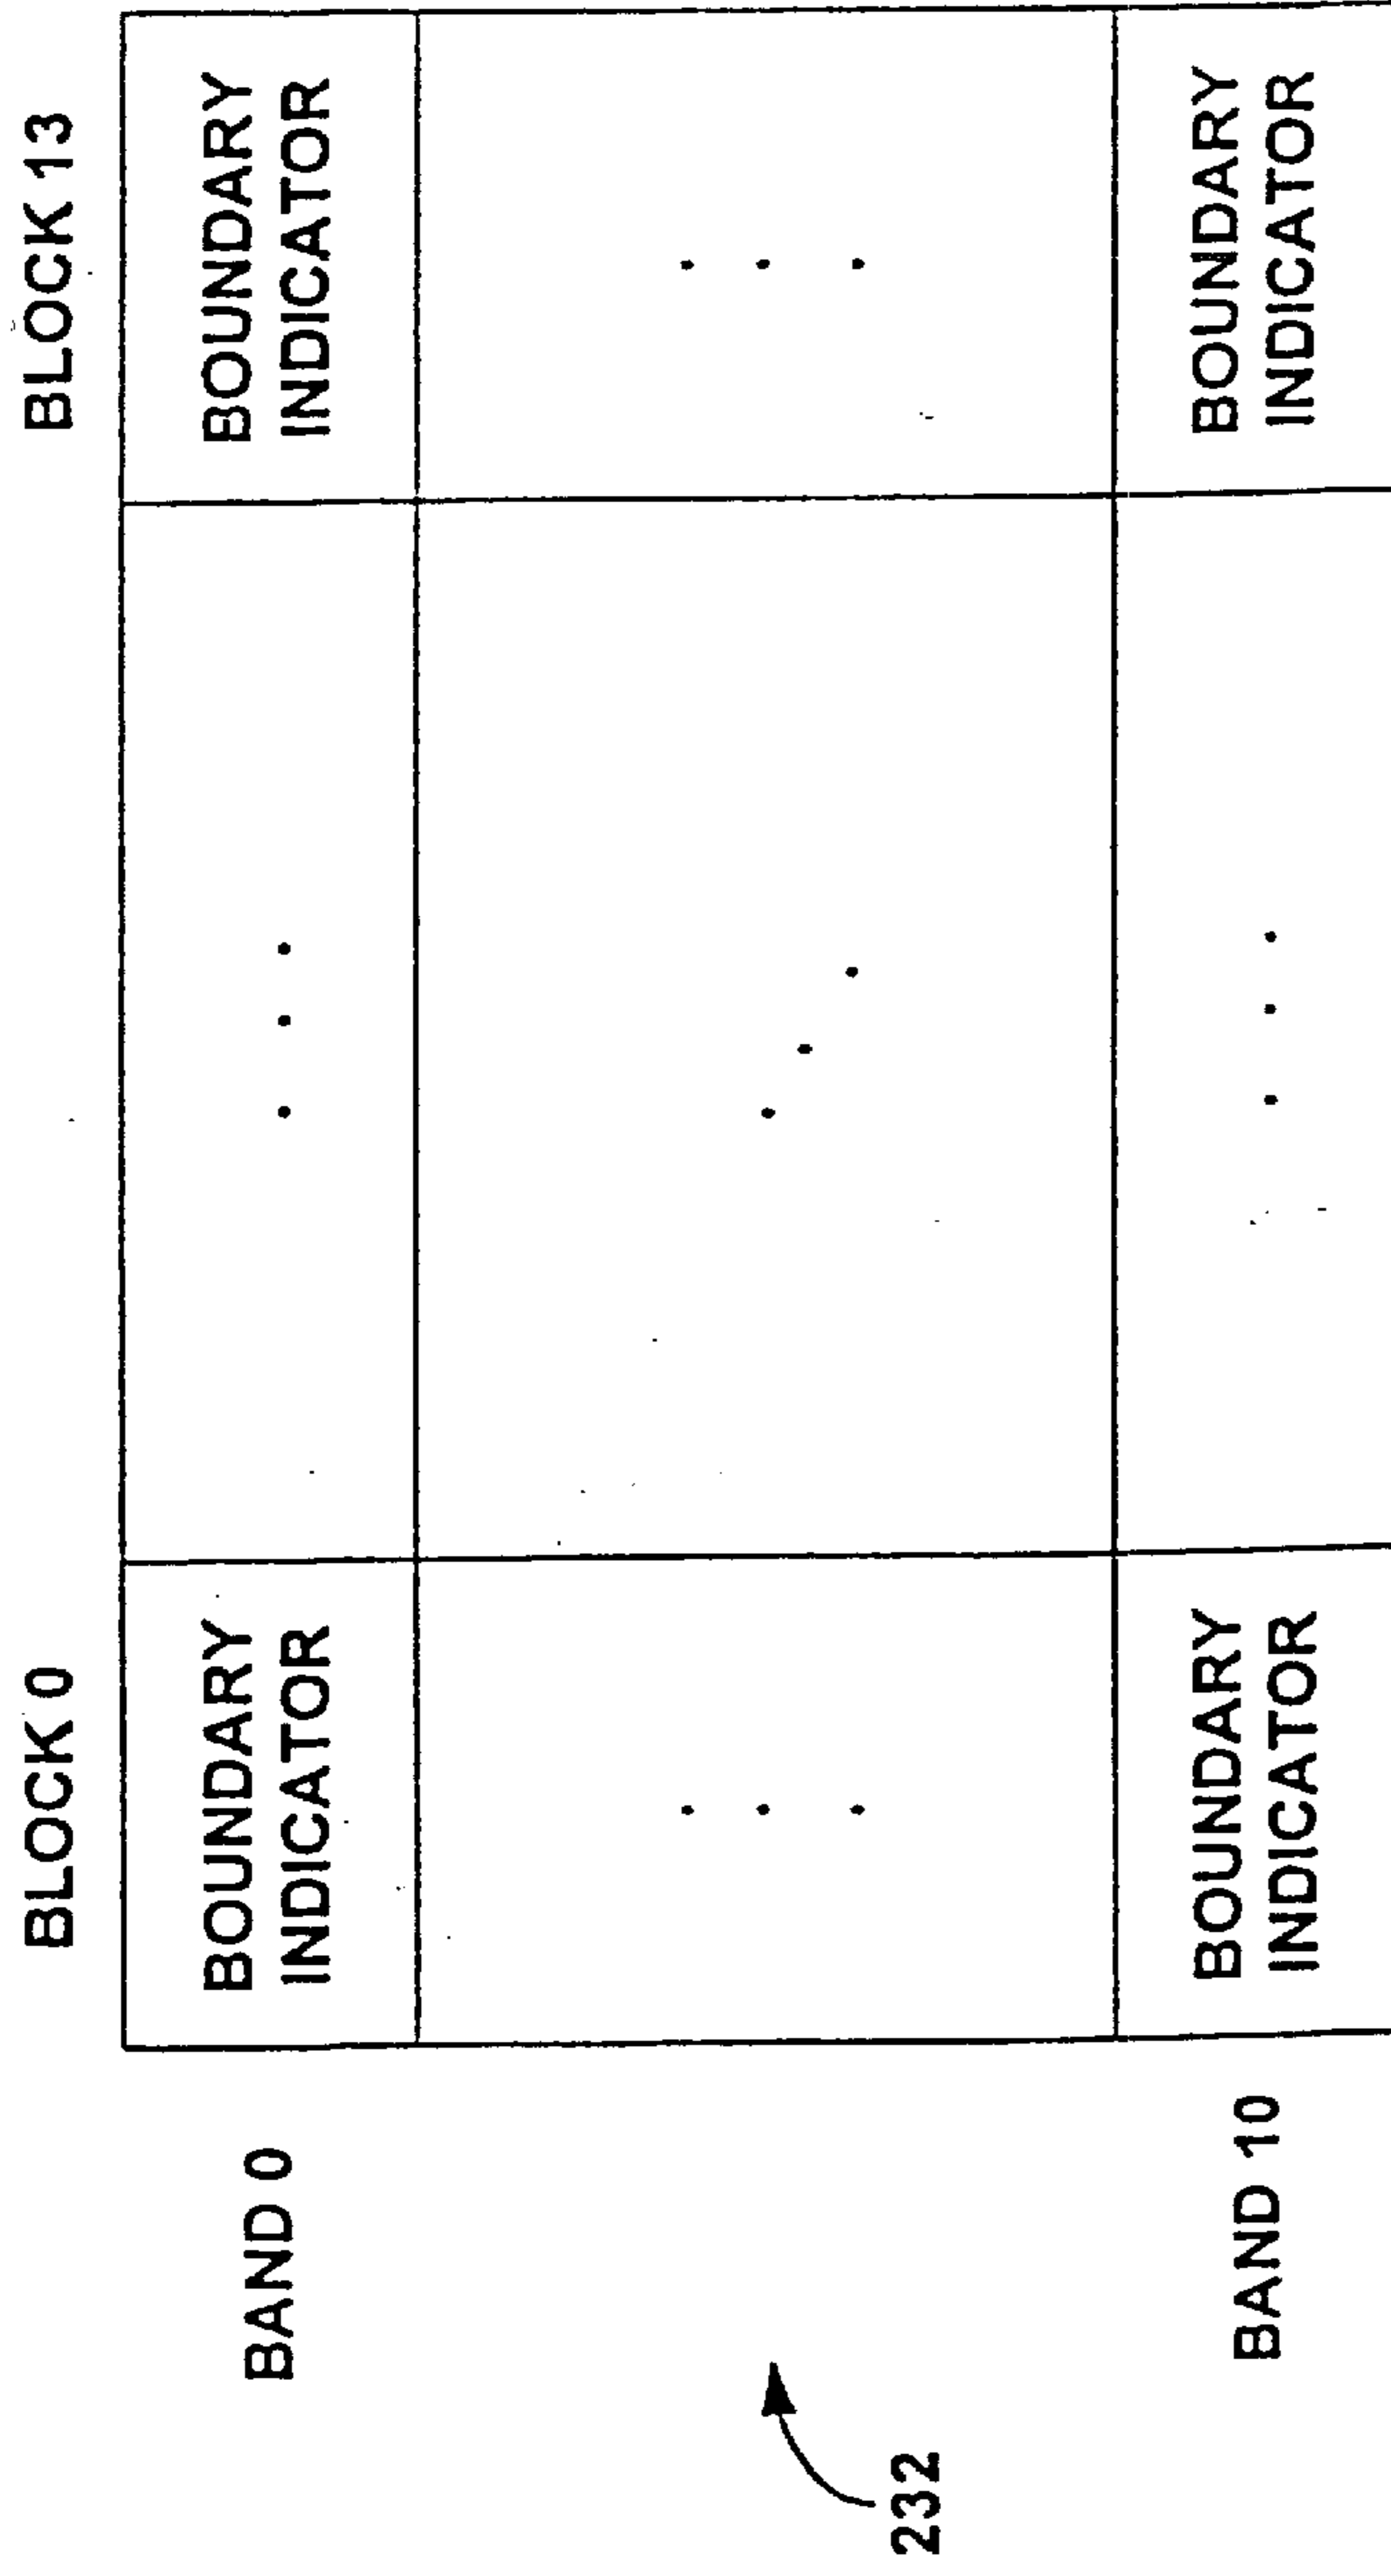 BLOCK 0
BLOCK 13
BAND 0
BOUNDARY
INDICATOR
BOUNDARY
INDICATOR
BAND 10
BOUNDARY
INDICATOR
BOUNDARY
INDICATOR
232